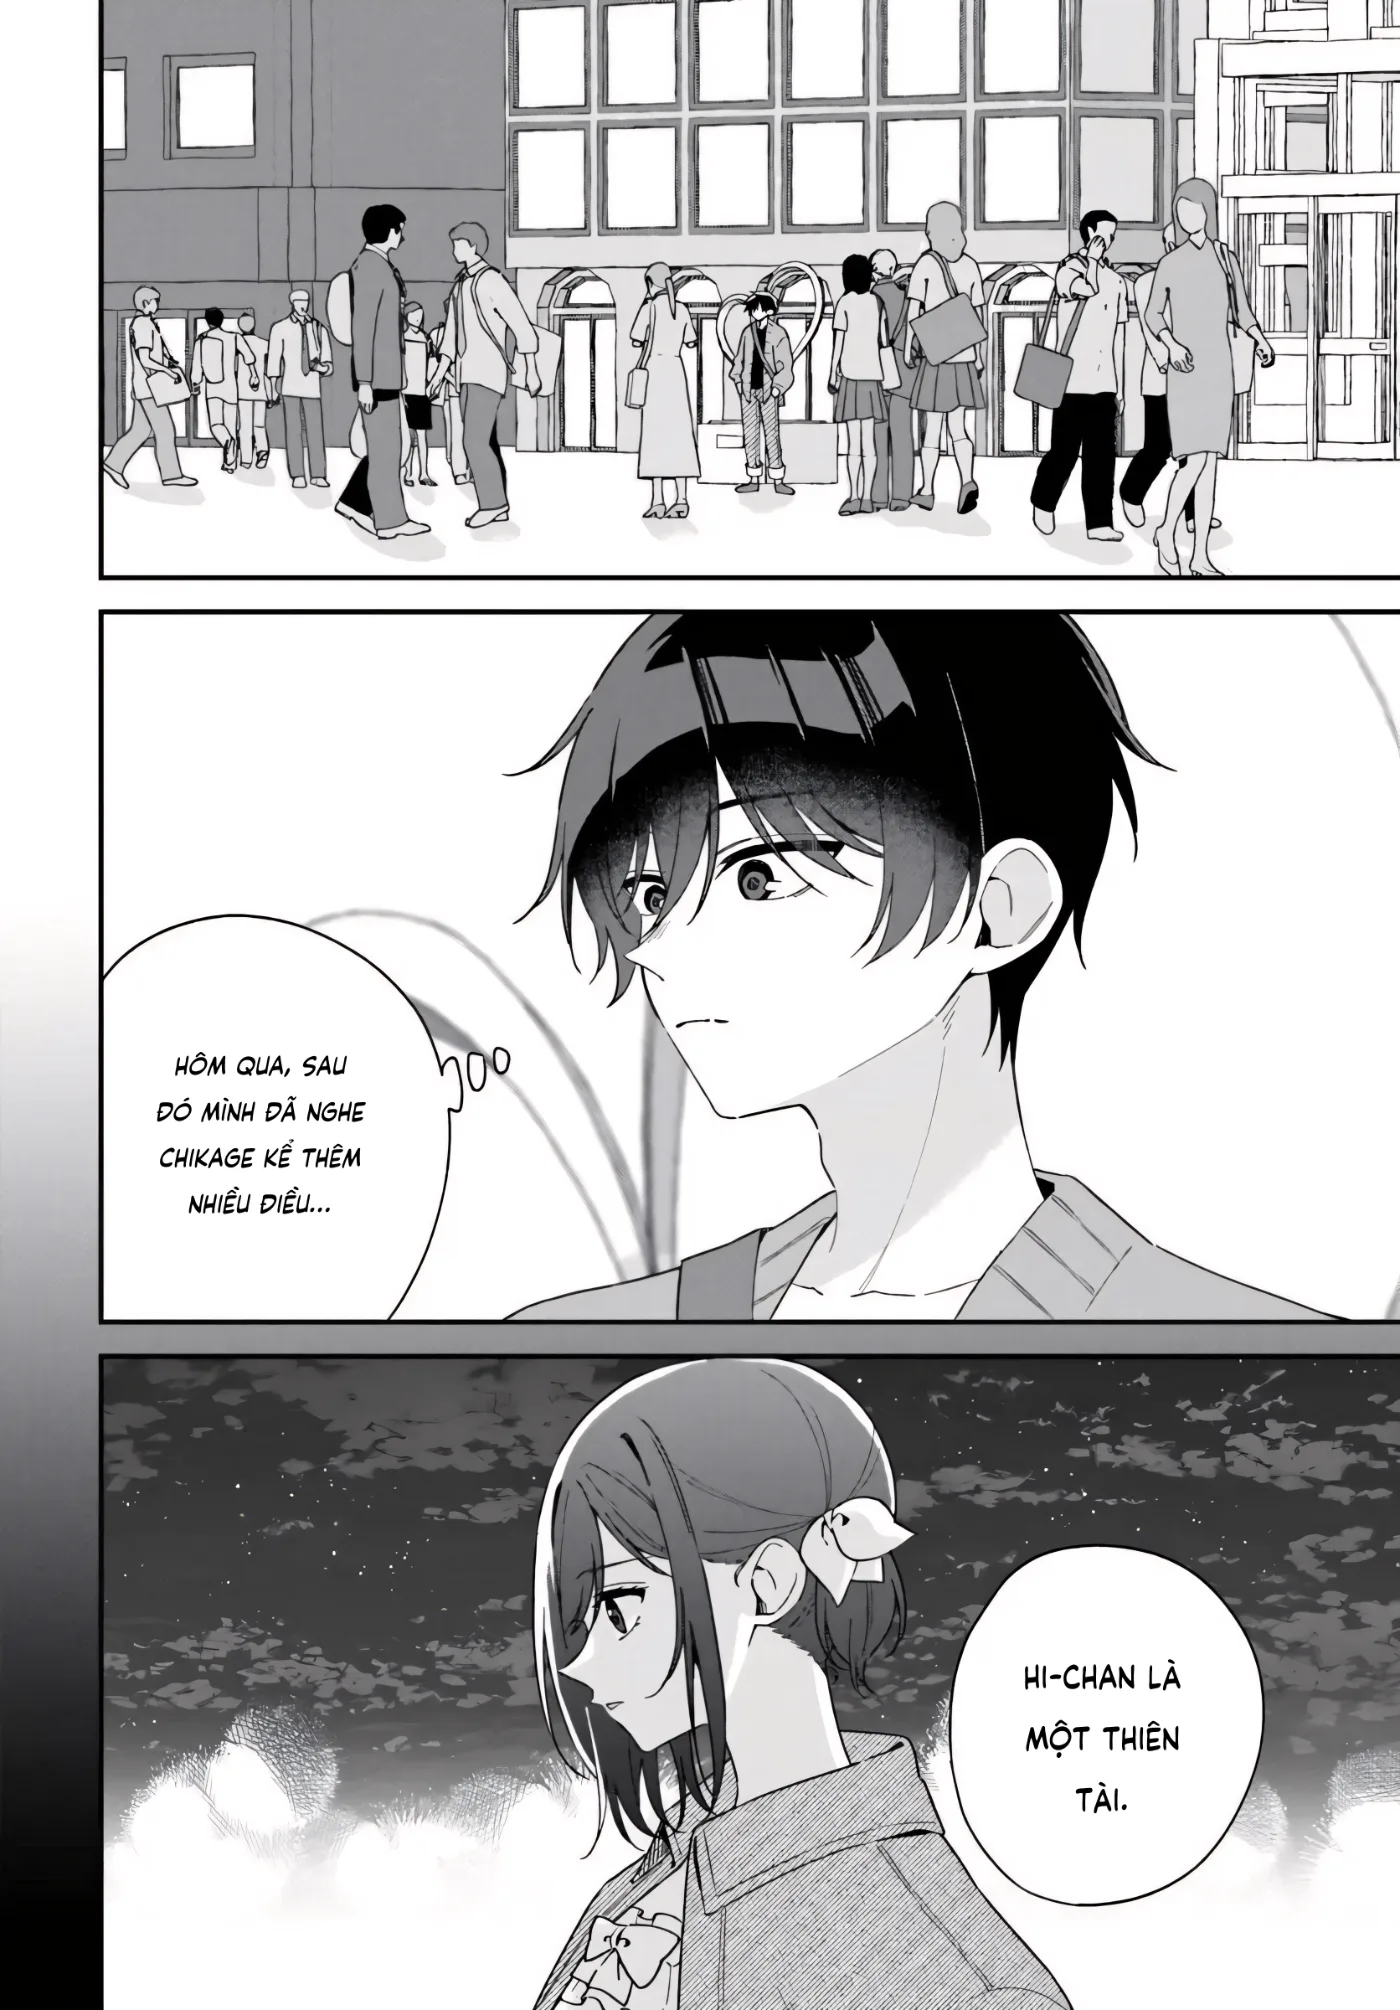 HÔM QUA, SAU
ĐÓ MÌNH ĐÃ NGHE
CHIKAGE KỂ THÊM
NHIỀU ĐIỀU...
HI-CHAN LÀ
MỘT THIÊN
TÀI.